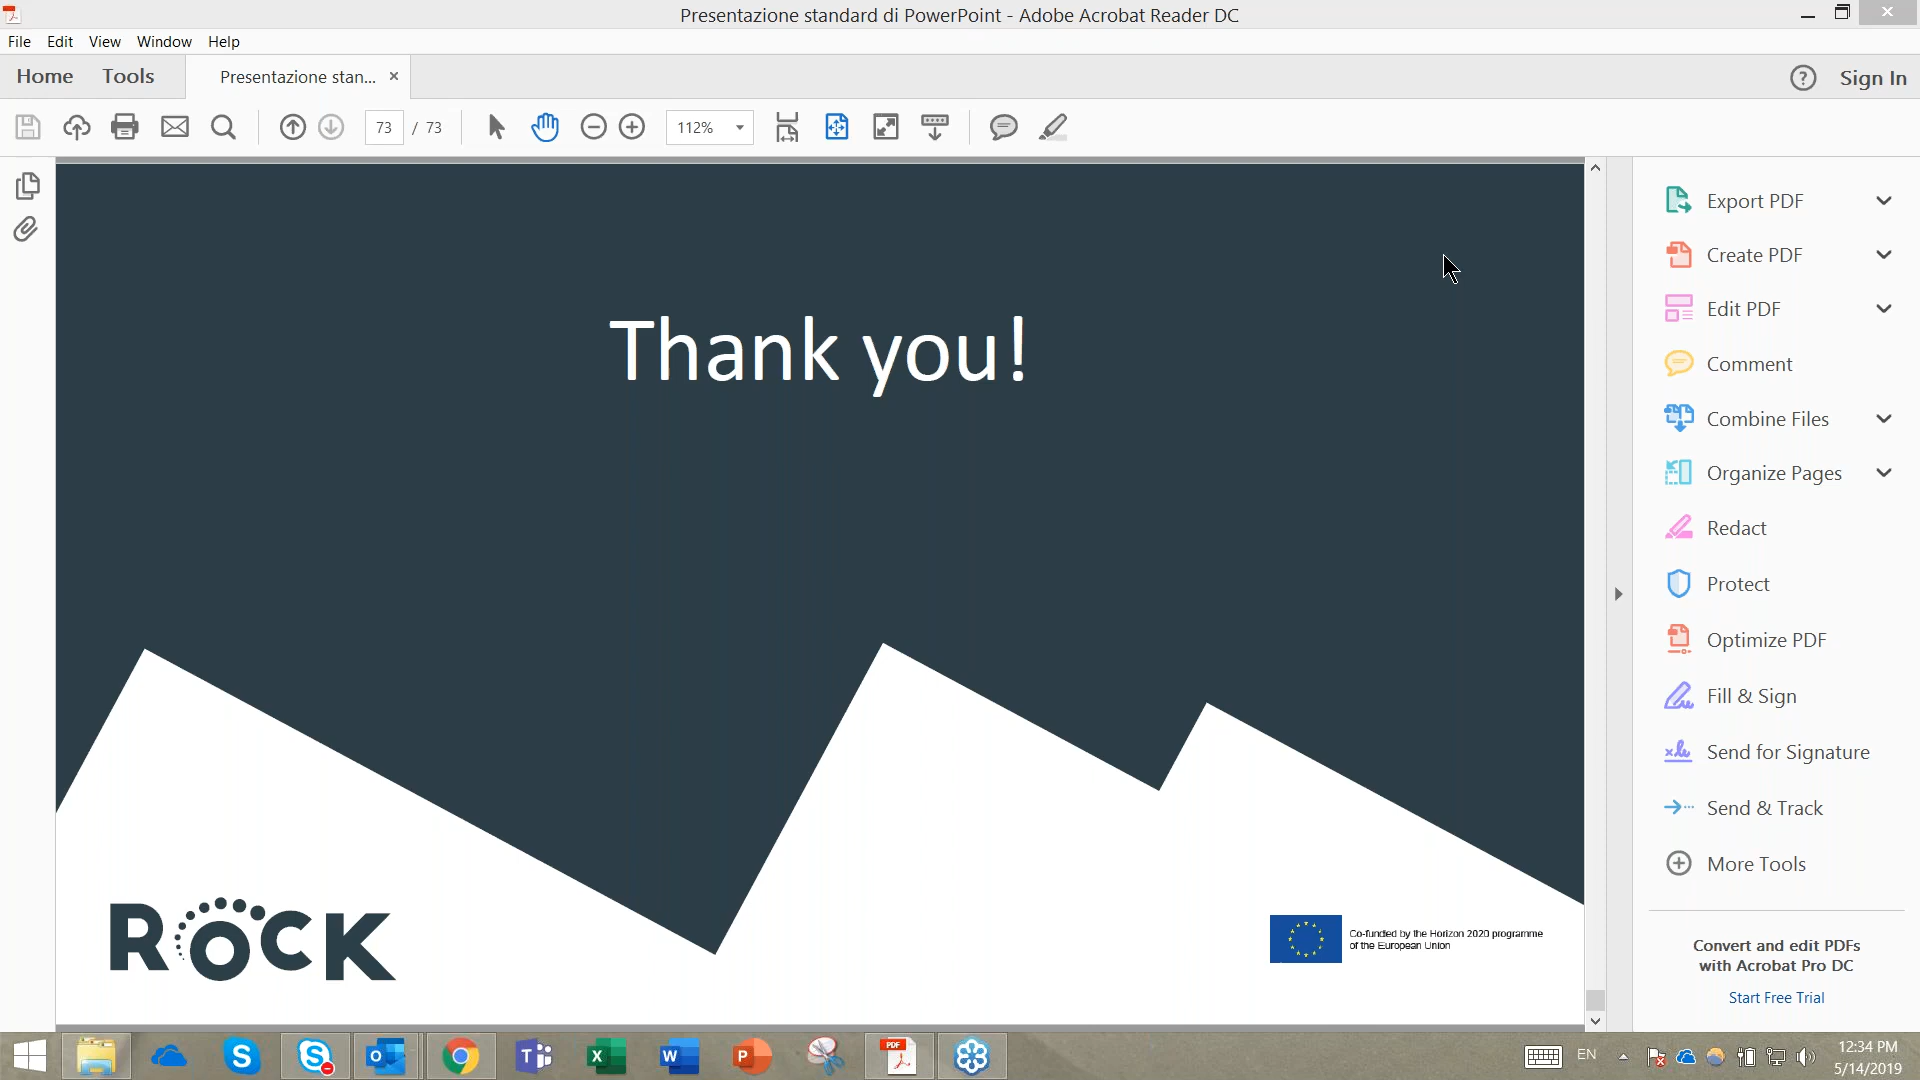 Presentazione standard di PowerPoint - Adobe Acrobat Reader DC
File Edit View Window Help
Home Tools Presentazione stan... × ? Sign In
73 / 73 112%
Export PDF
Create PDF
Edit PDF
Comment
Combine Files
Organize Pages
Redact
Protect
Optimize PDF
Fill & Sign
Send for Signature
Send & Track
More Tools
Convert and edit PDFs
with Acrobat Pro DC
Start Free Trial
Thank you!
ROCK
Co-funded by the Horizon 2020 programme
of the European Union
EN
12:34 PM
5/14/2019